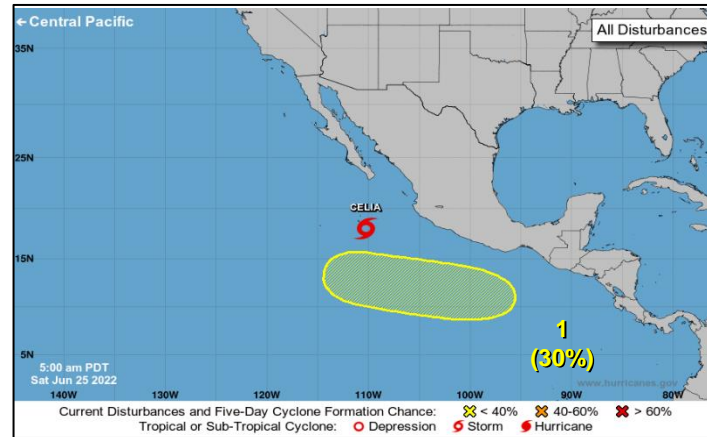 ← Central Pacific
All Disturbances
35N
25N
CELIA
15N
1
(30%)
5N
5:00 am PDT
Sat Jun 25 2022
www.hurricanes.gov
140W 130W 120W 110W 100W 90W 80W
Current Disturbances and Five-Day Cyclone Formation Chance: < 40% 40-60% > 60%
Tropical or Sub-Tropical Cyclone: Depression Storm Hurricane